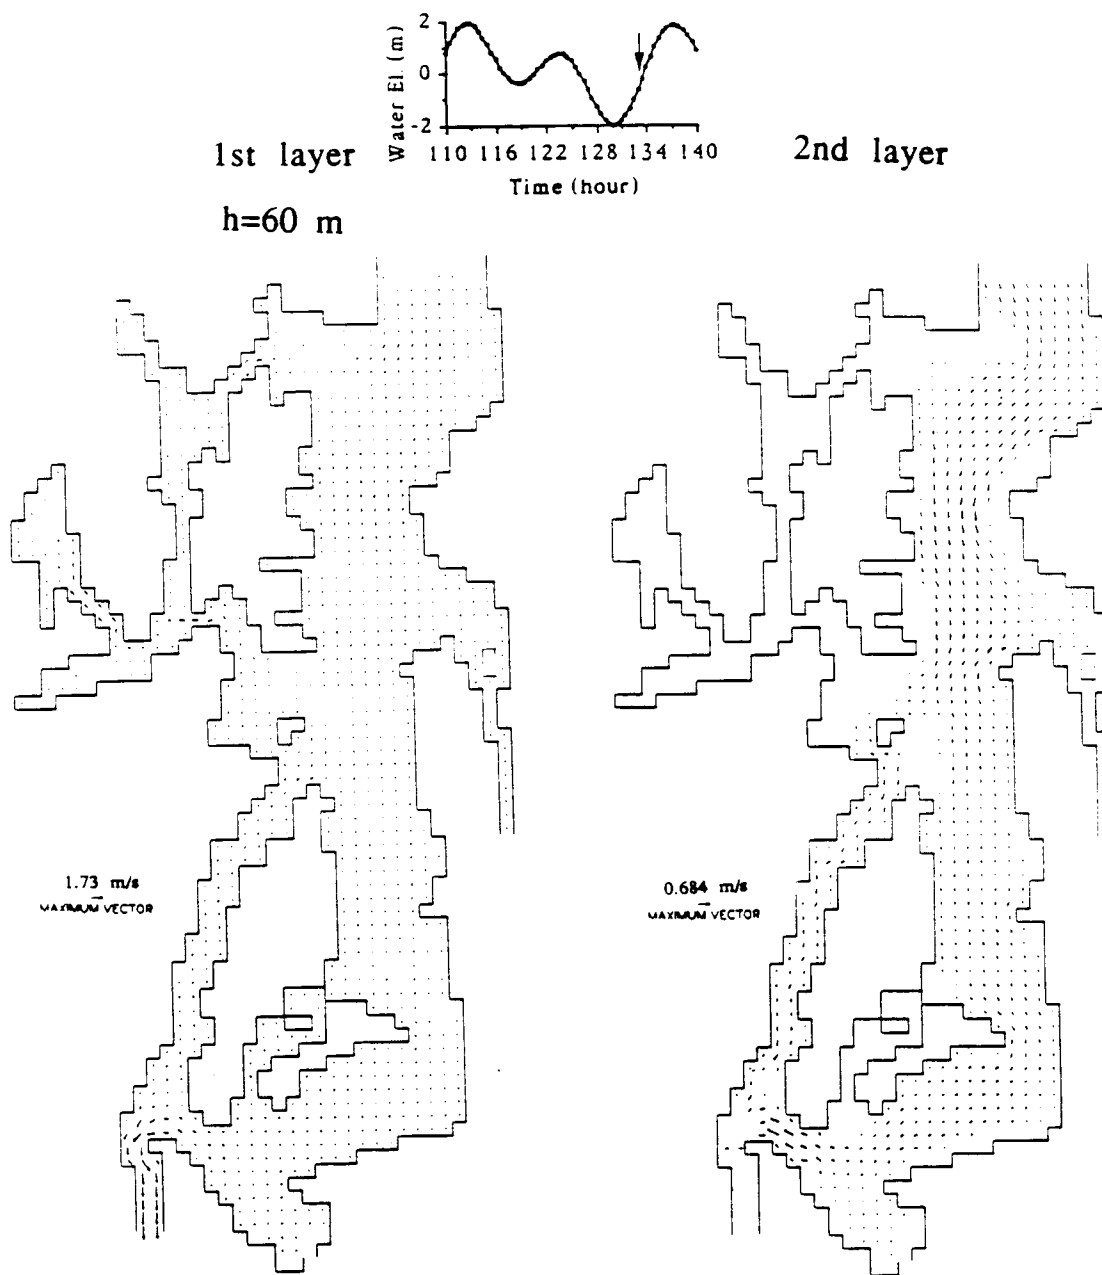 2
0
-2
Water El. (m)
110 116 122 128 134 140
Time (hour)
1st layer
2nd layer
h=60 m
1.73 m/s
MAXIMUM VECTOR
0.684 m/s
MAXIMUM VECTOR